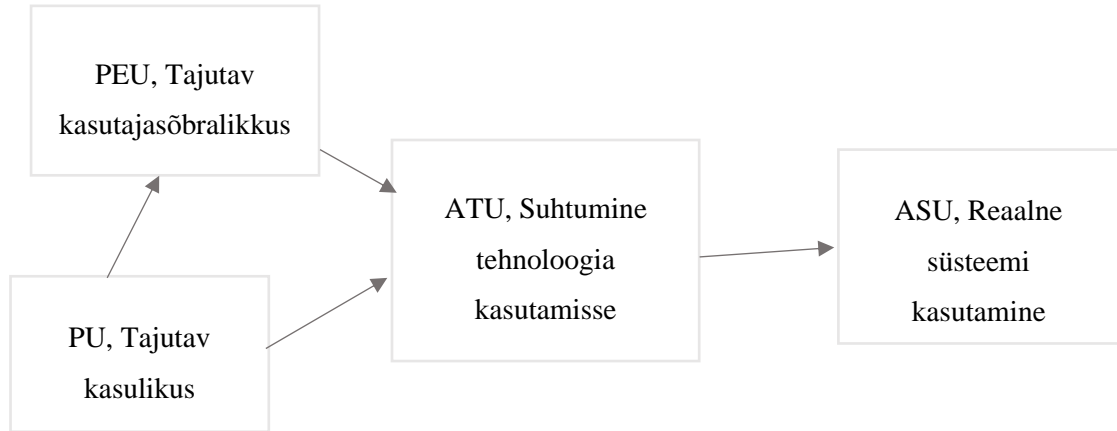 PEU, Tajutav
kasutajasõbralikkus
PU, Tajutav
kasulikus
ATU, Suhtumine
tehnoloogia
kasutamisse
ASU, Reaalne
süsteemi
kasutamine